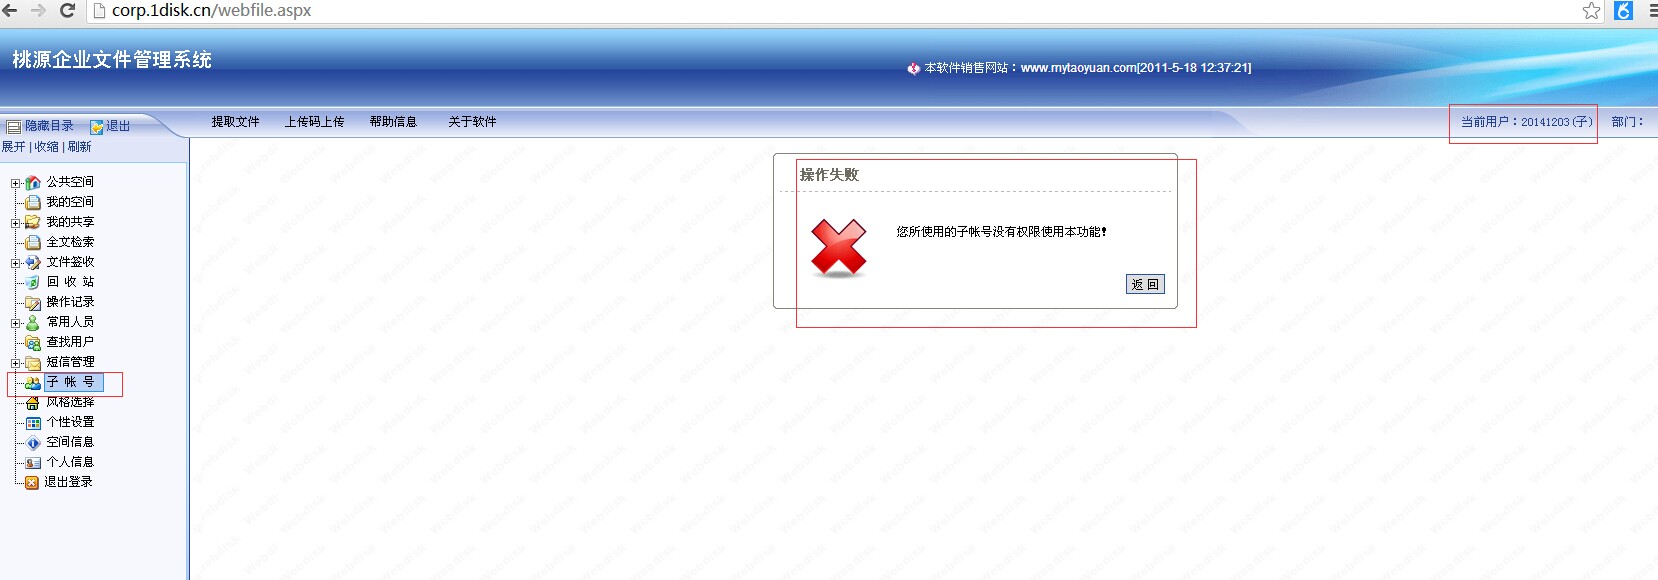 corp.1disk.cn/webfile.aspx
桃源企业文件管理系统
本软件销售网站：www.mytaoyuan.com[2011-5-18 12:37:21]
隐藏目录 退出
提取文件 上传码上传 帮助信息 关于软件
当前用户：20141203(子) 部门：
展开 | 收缩 | 刷新
公共空间
我的空间
我的共享
全文检索
文件签收
回 收 站
操作记录
常用人员
查找用户
短信管理
子 帐 号
风格选择
个性设置
空间信息
个人信息
退出登录
操作失败
您所使用的子帐号没有权限使用本功能!
返 回